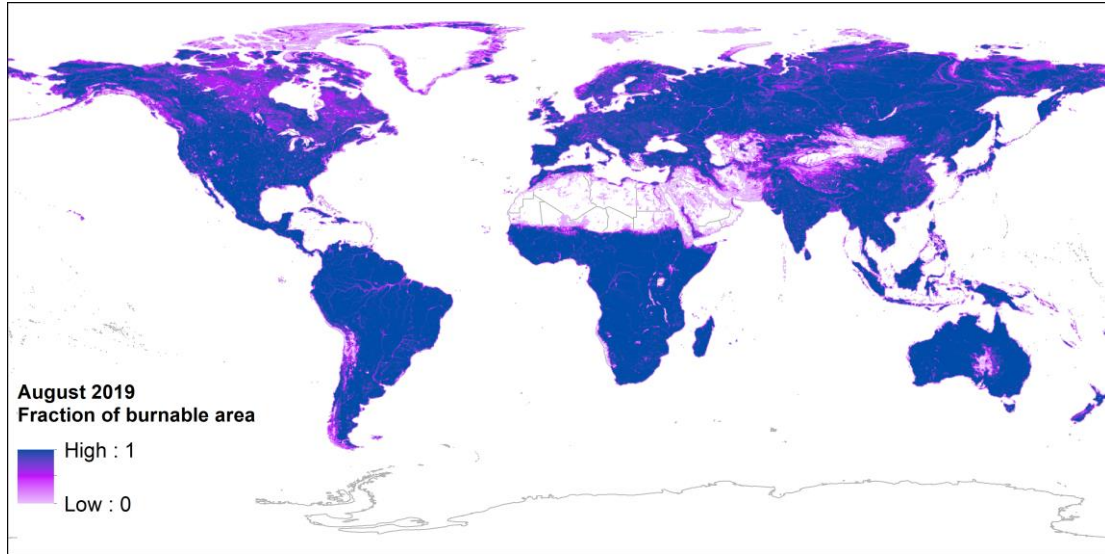 August 2019
Fraction of burnable area
High : 1
Low : 0